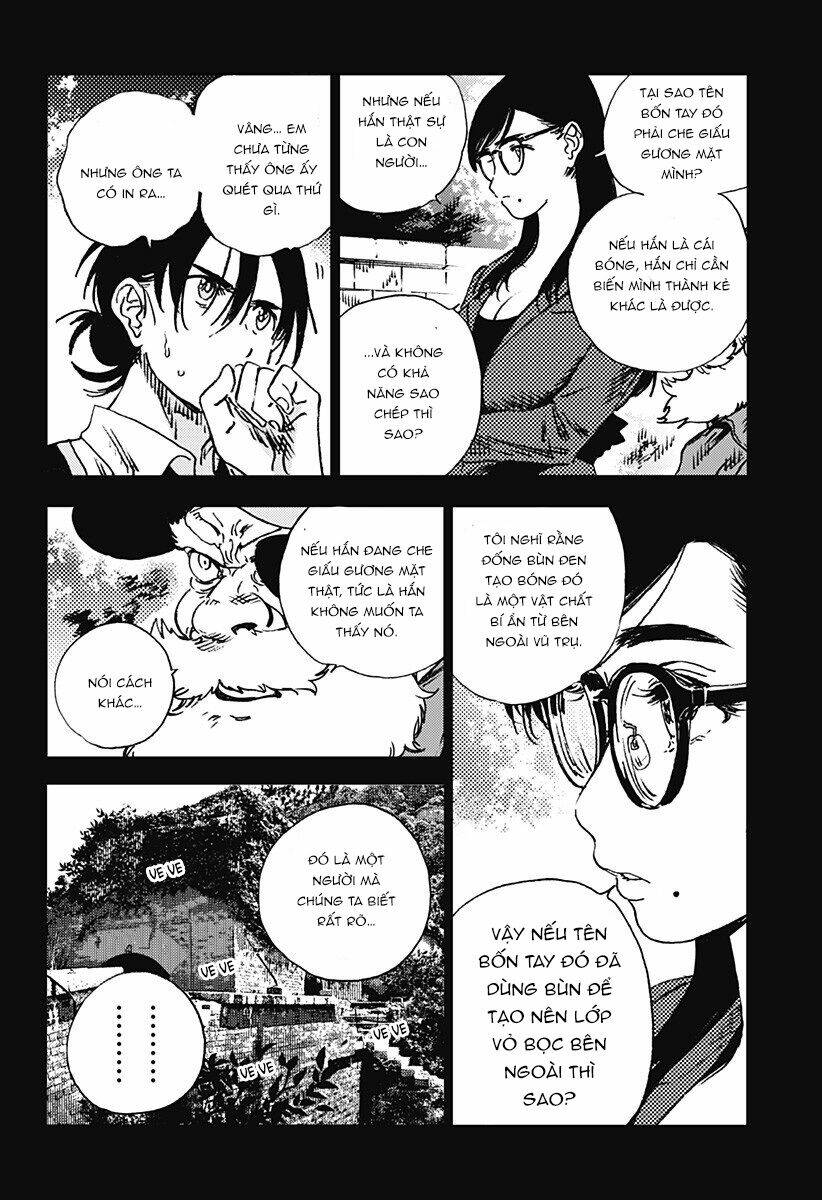 TẠI SAO TÊN
BỐN TAY ĐÓ
PHẢI CHE GIẤU
GƯƠNG MẶT
MÌNH?
NẾU HẮN LÀ CÁI
BÓNG, HẮN CHỈ CẦN
BIẾN MÌNH THÀNH KẺ
KHÁC LÀ ĐƯỢC.
NHƯNG NẾU
HẮN THẬT SỰ
LÀ CON
NGƯỜI...
...VÀ KHÔNG
CÓ KHẢ
NĂNG SAO
CHÉP THÌ
SAO?
VÂNG... EM
CHƯA TỪNG
THẤY ÔNG ẤY
QUÉT QUA THỨ
GÌ.
NHƯNG ÔNG TA
CÓ IN RA...
TÔI NGHĨ RẰNG
ĐỐNG BÙN ĐEN
TẠO BÓNG ĐÓ
LÀ MỘT VẬT CHẤT
BÍ ẨN TỪ BÊN
NGOÀI VŨ TRỤ.
VẬY NẾU TÊN
BỐN TAY ĐÓ ĐÃ
DÙNG BÙN ĐỂ
TẠO NÊN LỚP
VỎ BỌC BÊN
NGOÀI THÌ
SAO?
NẾU HẮN ĐANG CHE
GIẤU GƯƠNG MẶT
THẬT, TỨC LÀ HẮN
KHÔNG MUỐN TA
THẤY NÓ.
NÓI CÁCH
KHÁC...
ĐÓ LÀ MỘT
NGƯỜI MÀ
CHÚNG TA BIẾT
RẤT RÕ...
VE VE
VE VE
VE VE
VE VE